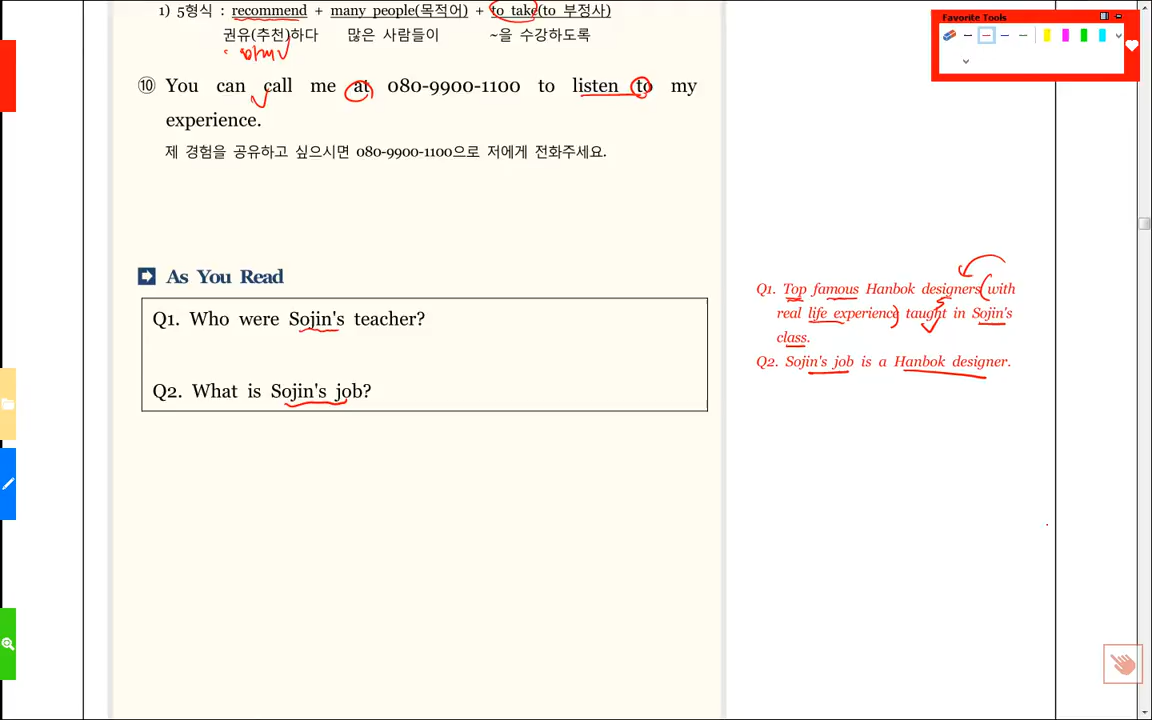 1) 5형식 : recommend + many people(목적어) + to take(to 부정사)
권유(추천)하다 많은 사람들이 ~을 수강하도록
⑩ You can call me at 080-9900-1100 to listen to my
experience.
제 경험을 공유하고 싶으시면 080-9900-1100으로 저에게 전화주세요.
As You Read
Q1. Who were Sojin's teacher?
Q2. What is Sojin's job?
Favorite Tools
Q1. Top famous Hanbok designers with
real life experience taught in Sojin's
class.
Q2. Sojin's job is a Hanbok designer.